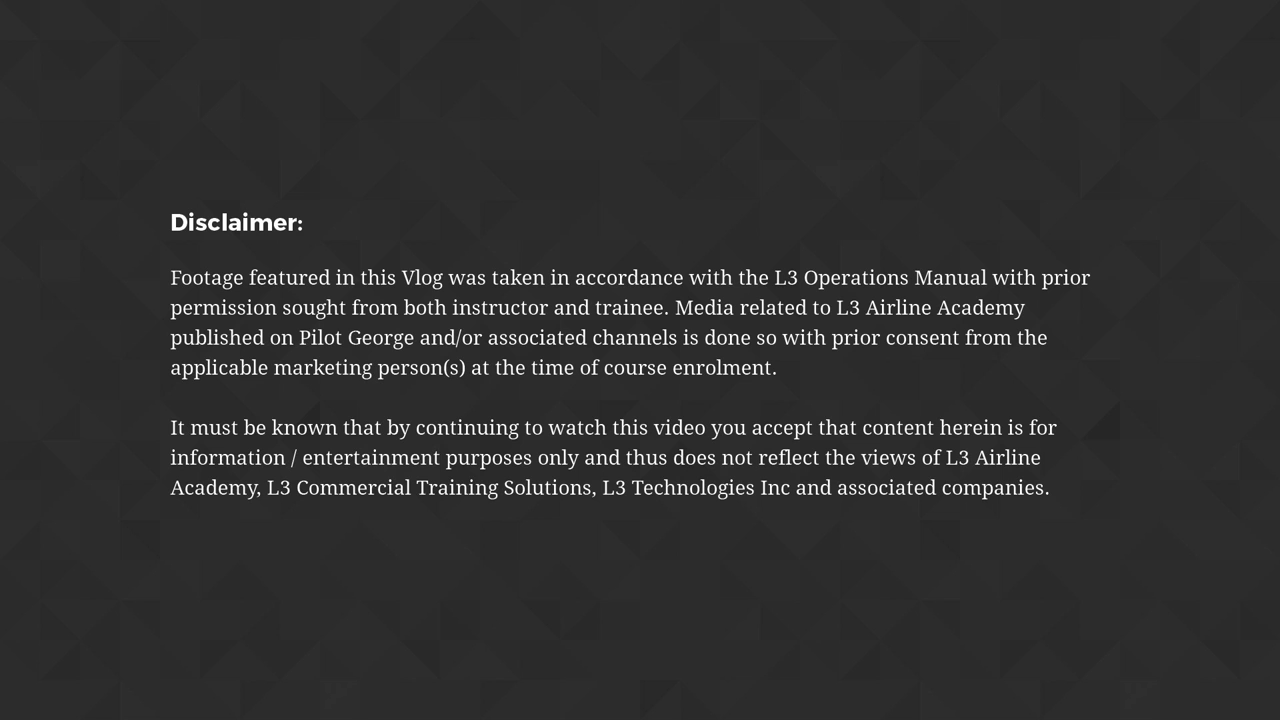 Disclaimer:
Footage featured in this Vlog was taken in accordance with the L3 Operations Manual with prior
permission sought from both instructor and trainee. Media related to L3 Airline Academy
published on Pilot George and/or associated channels is done so with prior consent from the
applicable marketing person(s) at the time of course enrolment.
It must be known that by continuing to watch this video you accept that content herein is for
information / entertainment purposes only and thus does not reflect the views of L3 Airline
Academy, L3 Commercial Training Solutions, L3 Technologies Inc and associated companies.